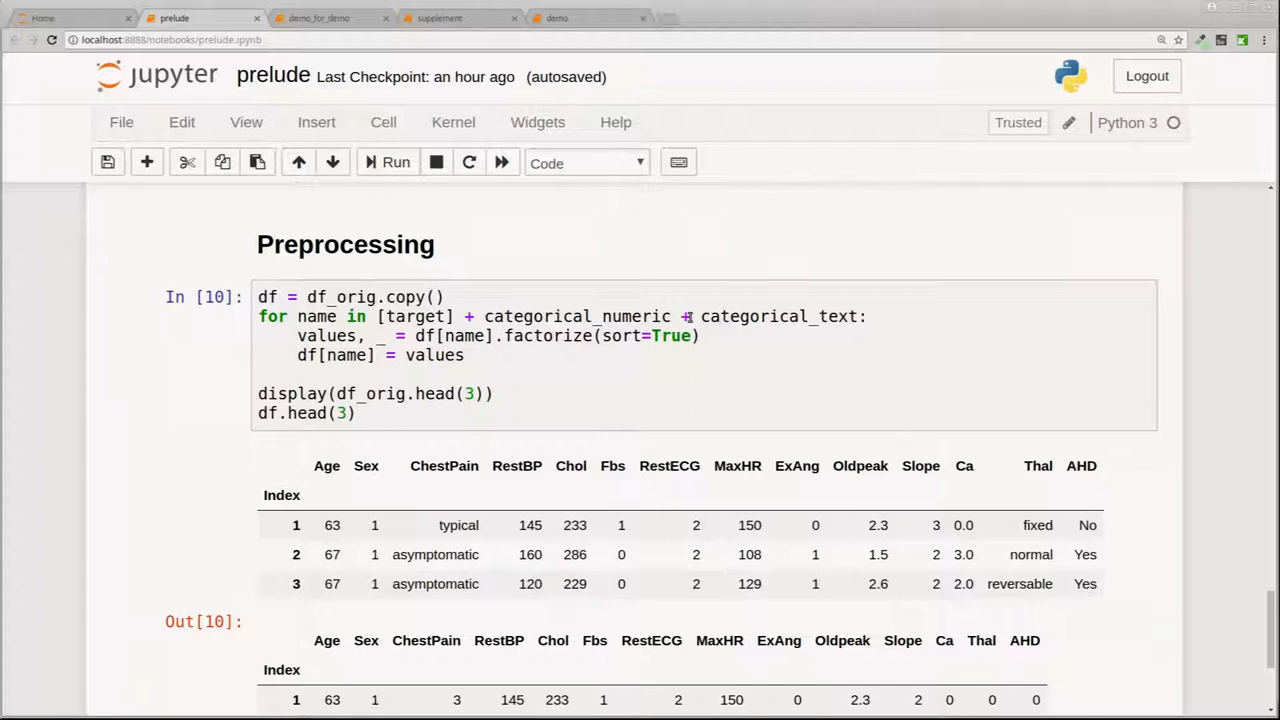 Home prelude demo_for_demo supplement demo
localhost:8888/notebooks/prelude.ipynb
jupyter prelude Last Checkpoint: an hour ago (autosaved) Logout
File Edit View Insert Cell Kernel Widgets Help Trusted Python 3
Run Code
Preprocessing
In [10]: df = df_orig.copy()
for name in [target] + categorical_numeric + categorical_text:
values, _ = df[name].factorize(sort=True)
df[name] = values
display(df_orig.head(3))
df.head(3)
Age Sex ChestPain RestBP Chol Fbs RestECG MaxHR ExAng Oldpeak Slope Ca Thal AHD
Index
1 63 1 typical 145 233 1 2 150 0 2.3 3 0.0 fixed No
2 67 1 asymptomatic 160 286 0 2 108 1 1.5 2 3.0 normal Yes
3 67 1 asymptomatic 120 229 0 2 129 1 2.6 2 2.0 reversable Yes
Out[10]:
Age Sex ChestPain RestBP Chol Fbs RestECG MaxHR ExAng Oldpeak Slope Ca Thal AHD
Index
1 63 1 3 145 233 1 2 150 0 2.3 2 0 0 0